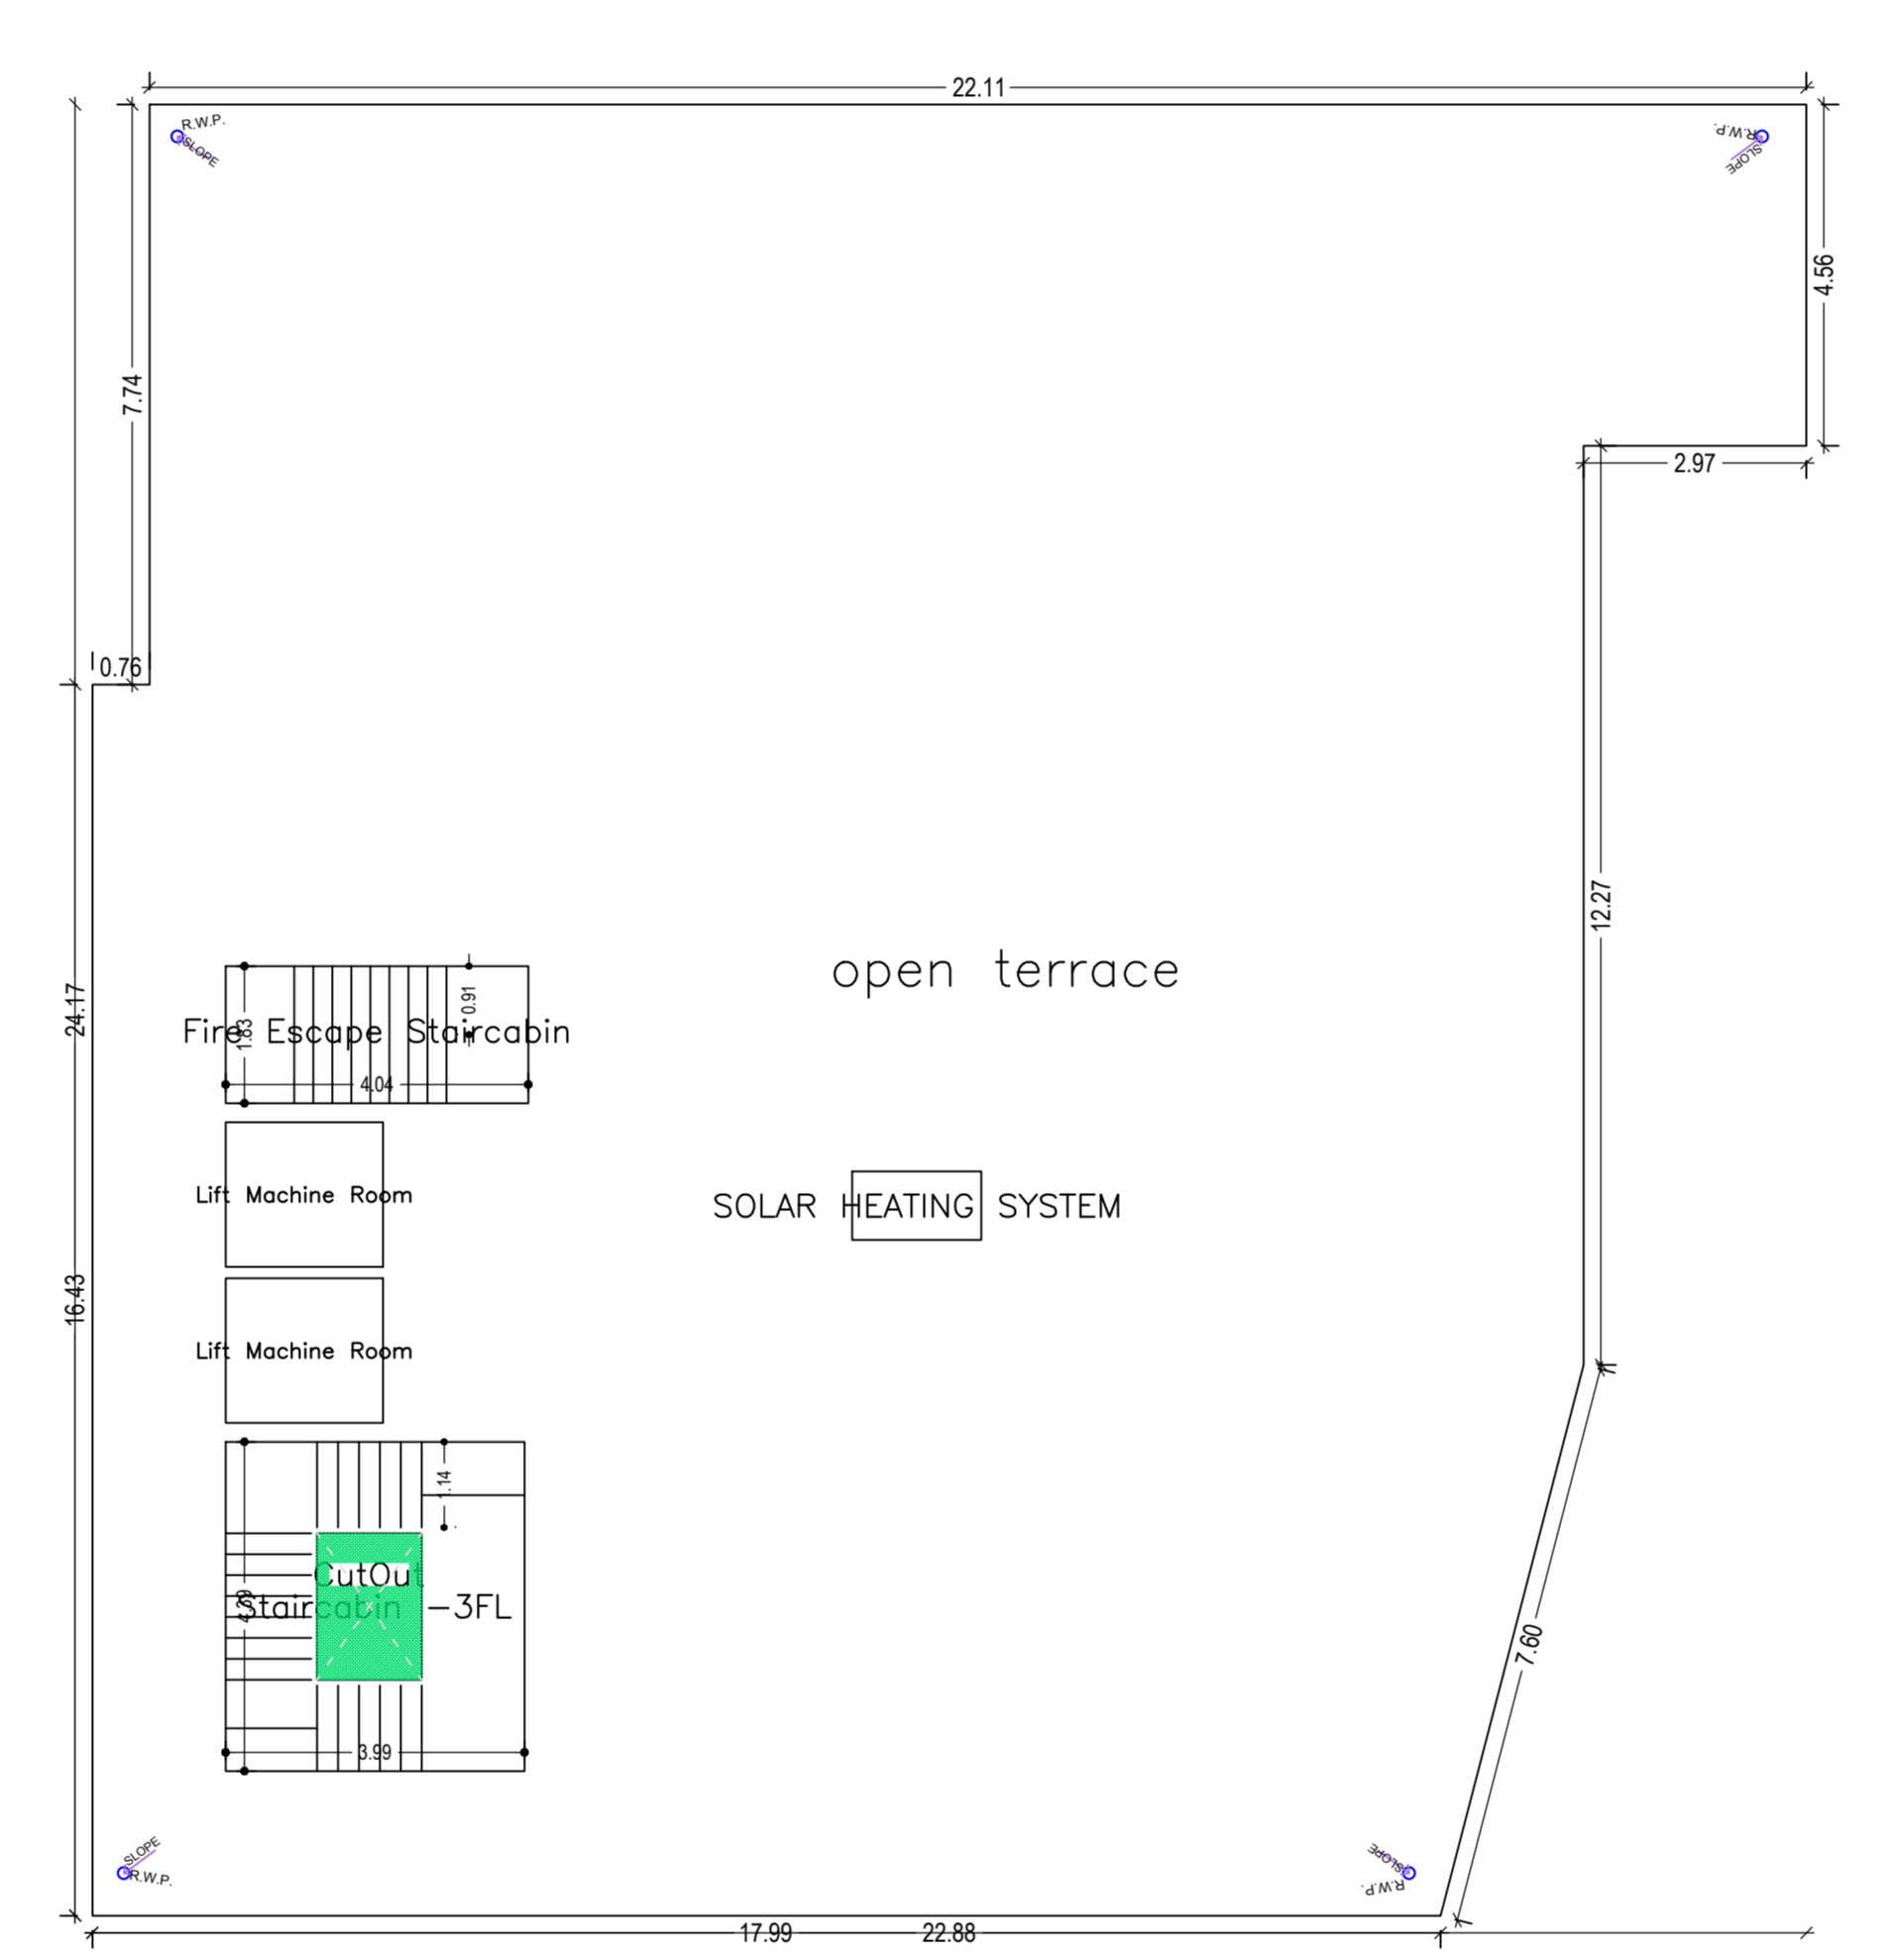 22.11
R.W.P.
SLOPE
R.W.P.
SLOPE
4.56
7.74
2.97
0.76
12.27
open terrace
0.91
24.17
Fire Escape Staircabin
1.83
4.04
Lift Machine Room
SOLAR HEATING SYSTEM
16.43
Lift Machine Room
1.14
CutOut
4.39
Staircabin -3FL
7.60
3.99
SLOPE
R.W.P.
SLOPE
R.W.P.
17.99
22.88